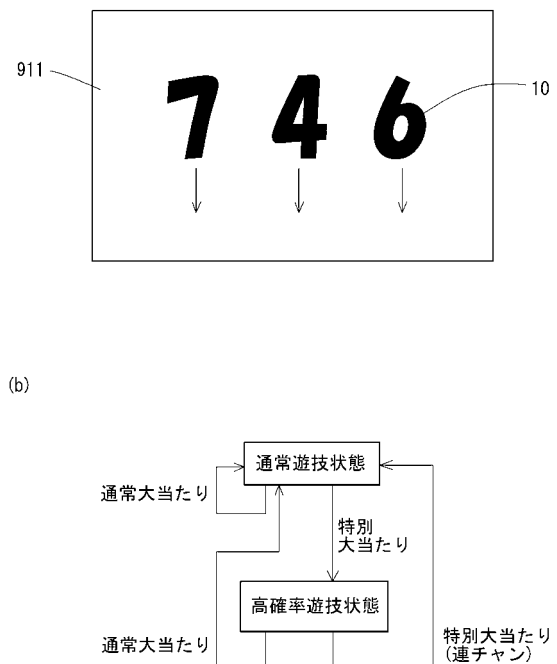 911
7 4 6
10
(b)
通常遊技状態
通常大当たり
特別
大当たり
高確率遊技状態
通常大当たり
特別大当たり
(連チャン)